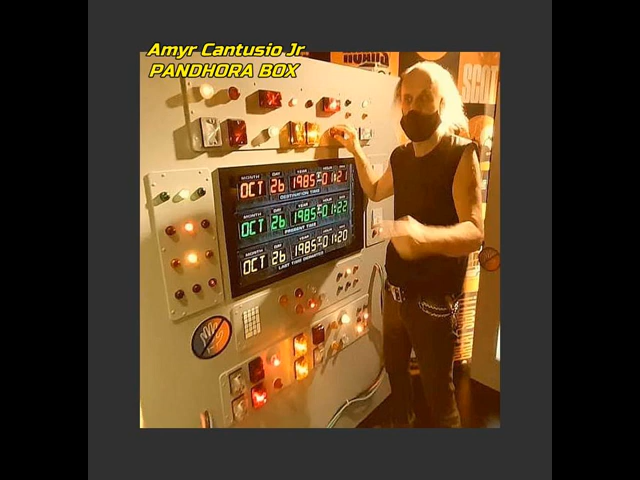 Amyr Cantusio Jr
PANDHORA BOX
SCOT
MONTH DAY YEAR HOUR MIN
OCT 26 1985 01:21
DESTINATION TIME
MONTH DAY YEAR HOUR MIN
OCT 26 1985 01:22
PRESENT TIME
MONTH DAY YEAR HOUR MIN
OCT 26 1985 01:20
LAST TIME DEPARTED